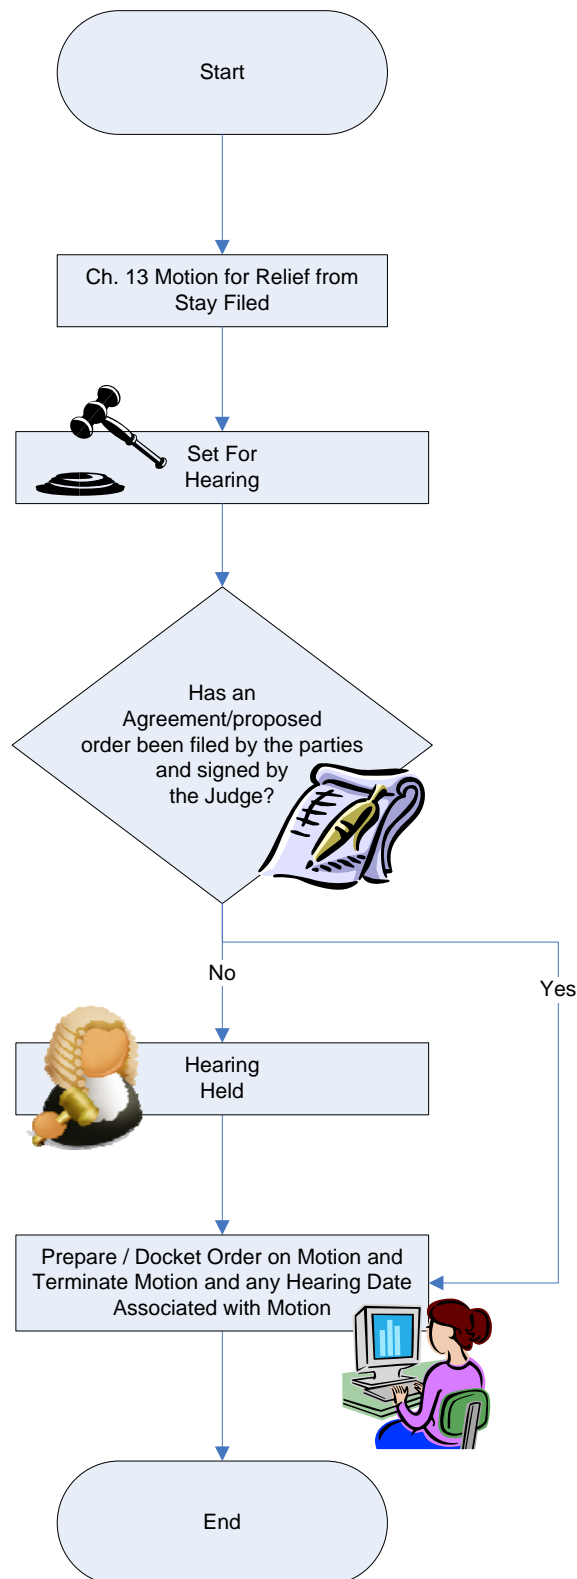 Start
Ch. 13 Motion for Relief from
Stay Filed
Set For
Hearing
Has an
Agreement/proposed
order been filed by the parties
and signed by
the Judge?
No
Yes
Hearing
Held
Prepare / Docket Order on Motion and
Terminate Motion and any Hearing Date
Associated with Motion
End